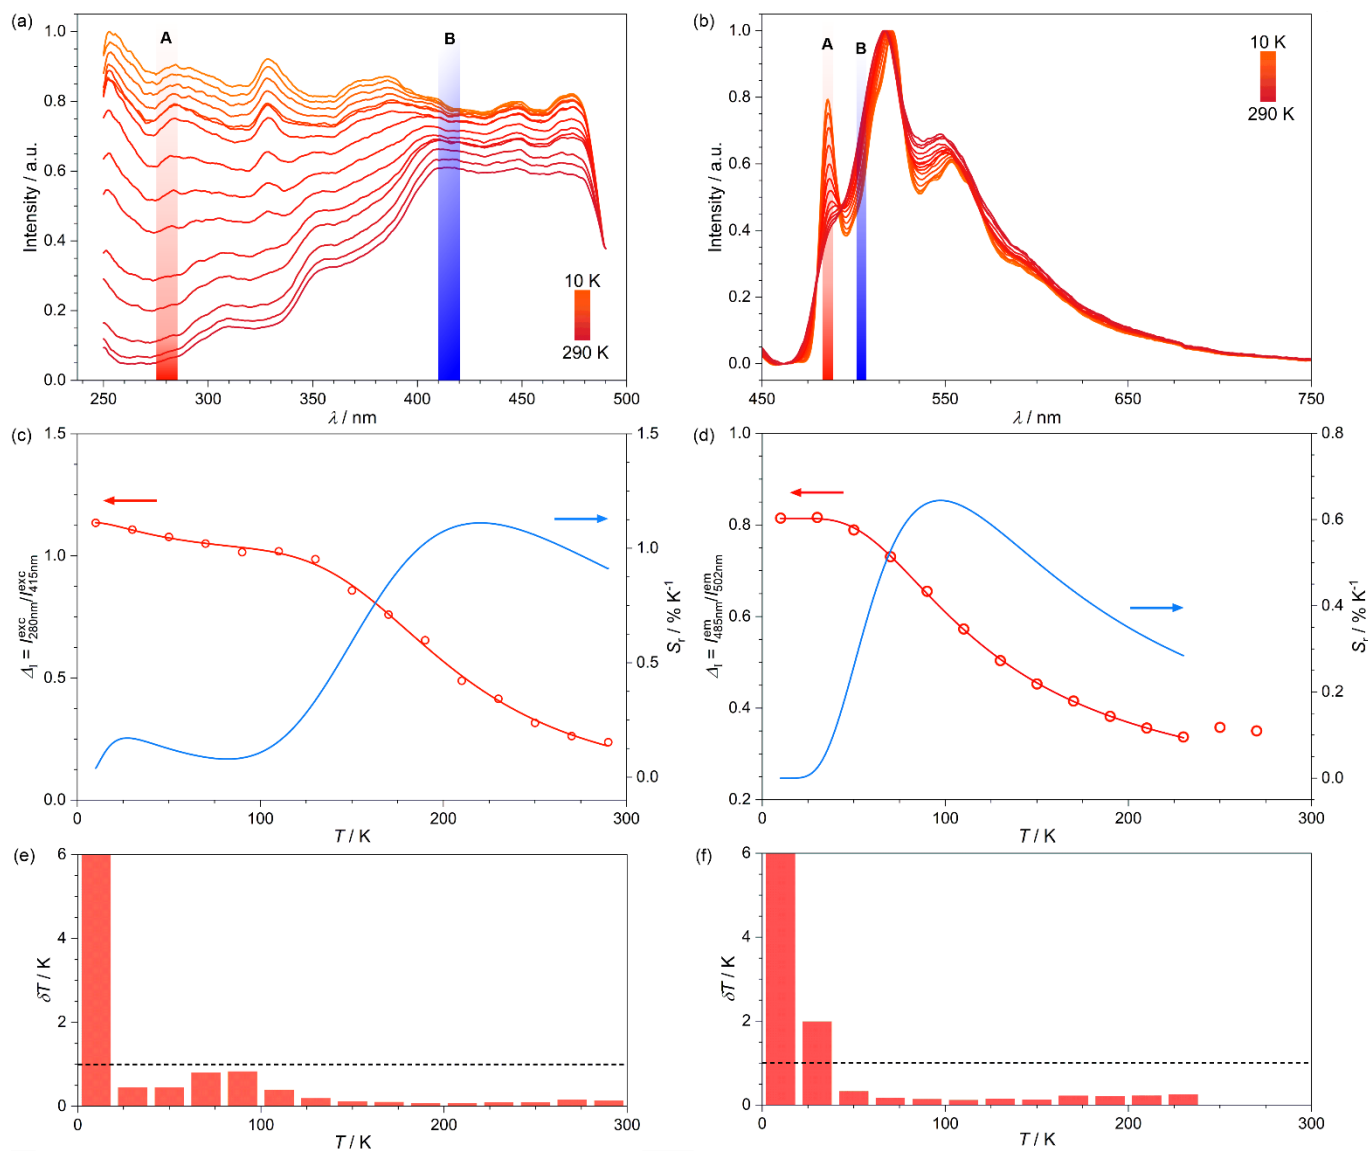 (a)
A
B
Intensity / a.u.
1.0
0.8
0.6
0.4
0.2
0.0
10 K
290 K
250 300 350 400 450 500
λ / nm
(b)
A
B
Intensity / a.u.
1.0
0.8
0.6
0.4
0.2
0.0
10 K
290 K
450 550 650 750
λ / nm
(c)
Δ_I = I^exc_280nm/I^exc_415nm
1.5
1.0
0.5
0.0
S_r / % K⁻¹
1.5
1.0
0.5
0.0
0 100 200 300
T / K
(d)
Δ_I = I^em_485nm/I^em_502nm
1.0
0.8
0.6
0.4
0.2
S_r / % K⁻¹
0.8
0.6
0.4
0.2
0.0
0 100 200 300
T / K
(e)
δT / K
6
4
2
0
0 100 200 300
T / K
(f)
δT / K
6
4
2
0
0 100 200 300
T / K